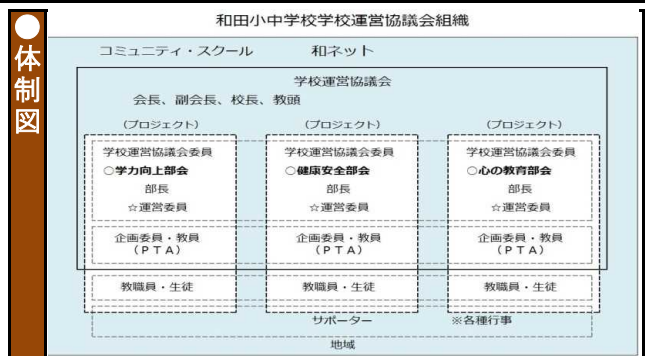 ●体制図
和田小中学校学校運営協議会組織
コミュニティ・スクール 和ネット
学校運営協議会
会長、副会長、校長、教頭
(プロジェクト) (プロジェクト) (プロジェクト)
学校運営協議会委員 学校運営協議会委員 学校運営協議会委員
○学力向上部会 ○健康安全部会 ○心の教育部会
部長 部長 部長
☆運営委員 ☆運営委員 ☆運営委員
企画委員・教員 企画委員・教員 企画委員・教員
(PTA) (PTA) (PTA)
教職員・生徒 教職員・生徒 教職員・生徒
サポーター ※各種行事
地域